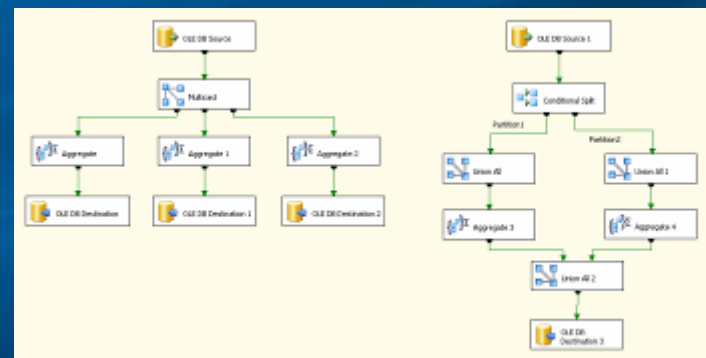 OLE DB Source
Multicast
Aggregate
Aggregate 1
Aggregate 2
OLE DB Destination
OLE DB Destination 1
OLE DB Destination 2
OLE DB Source 1
Conditional Split
Partition1
Partition2
Union All
Union All 1
Aggregate 3
Aggregate 4
Union All 2
OLE DB
Destination 3